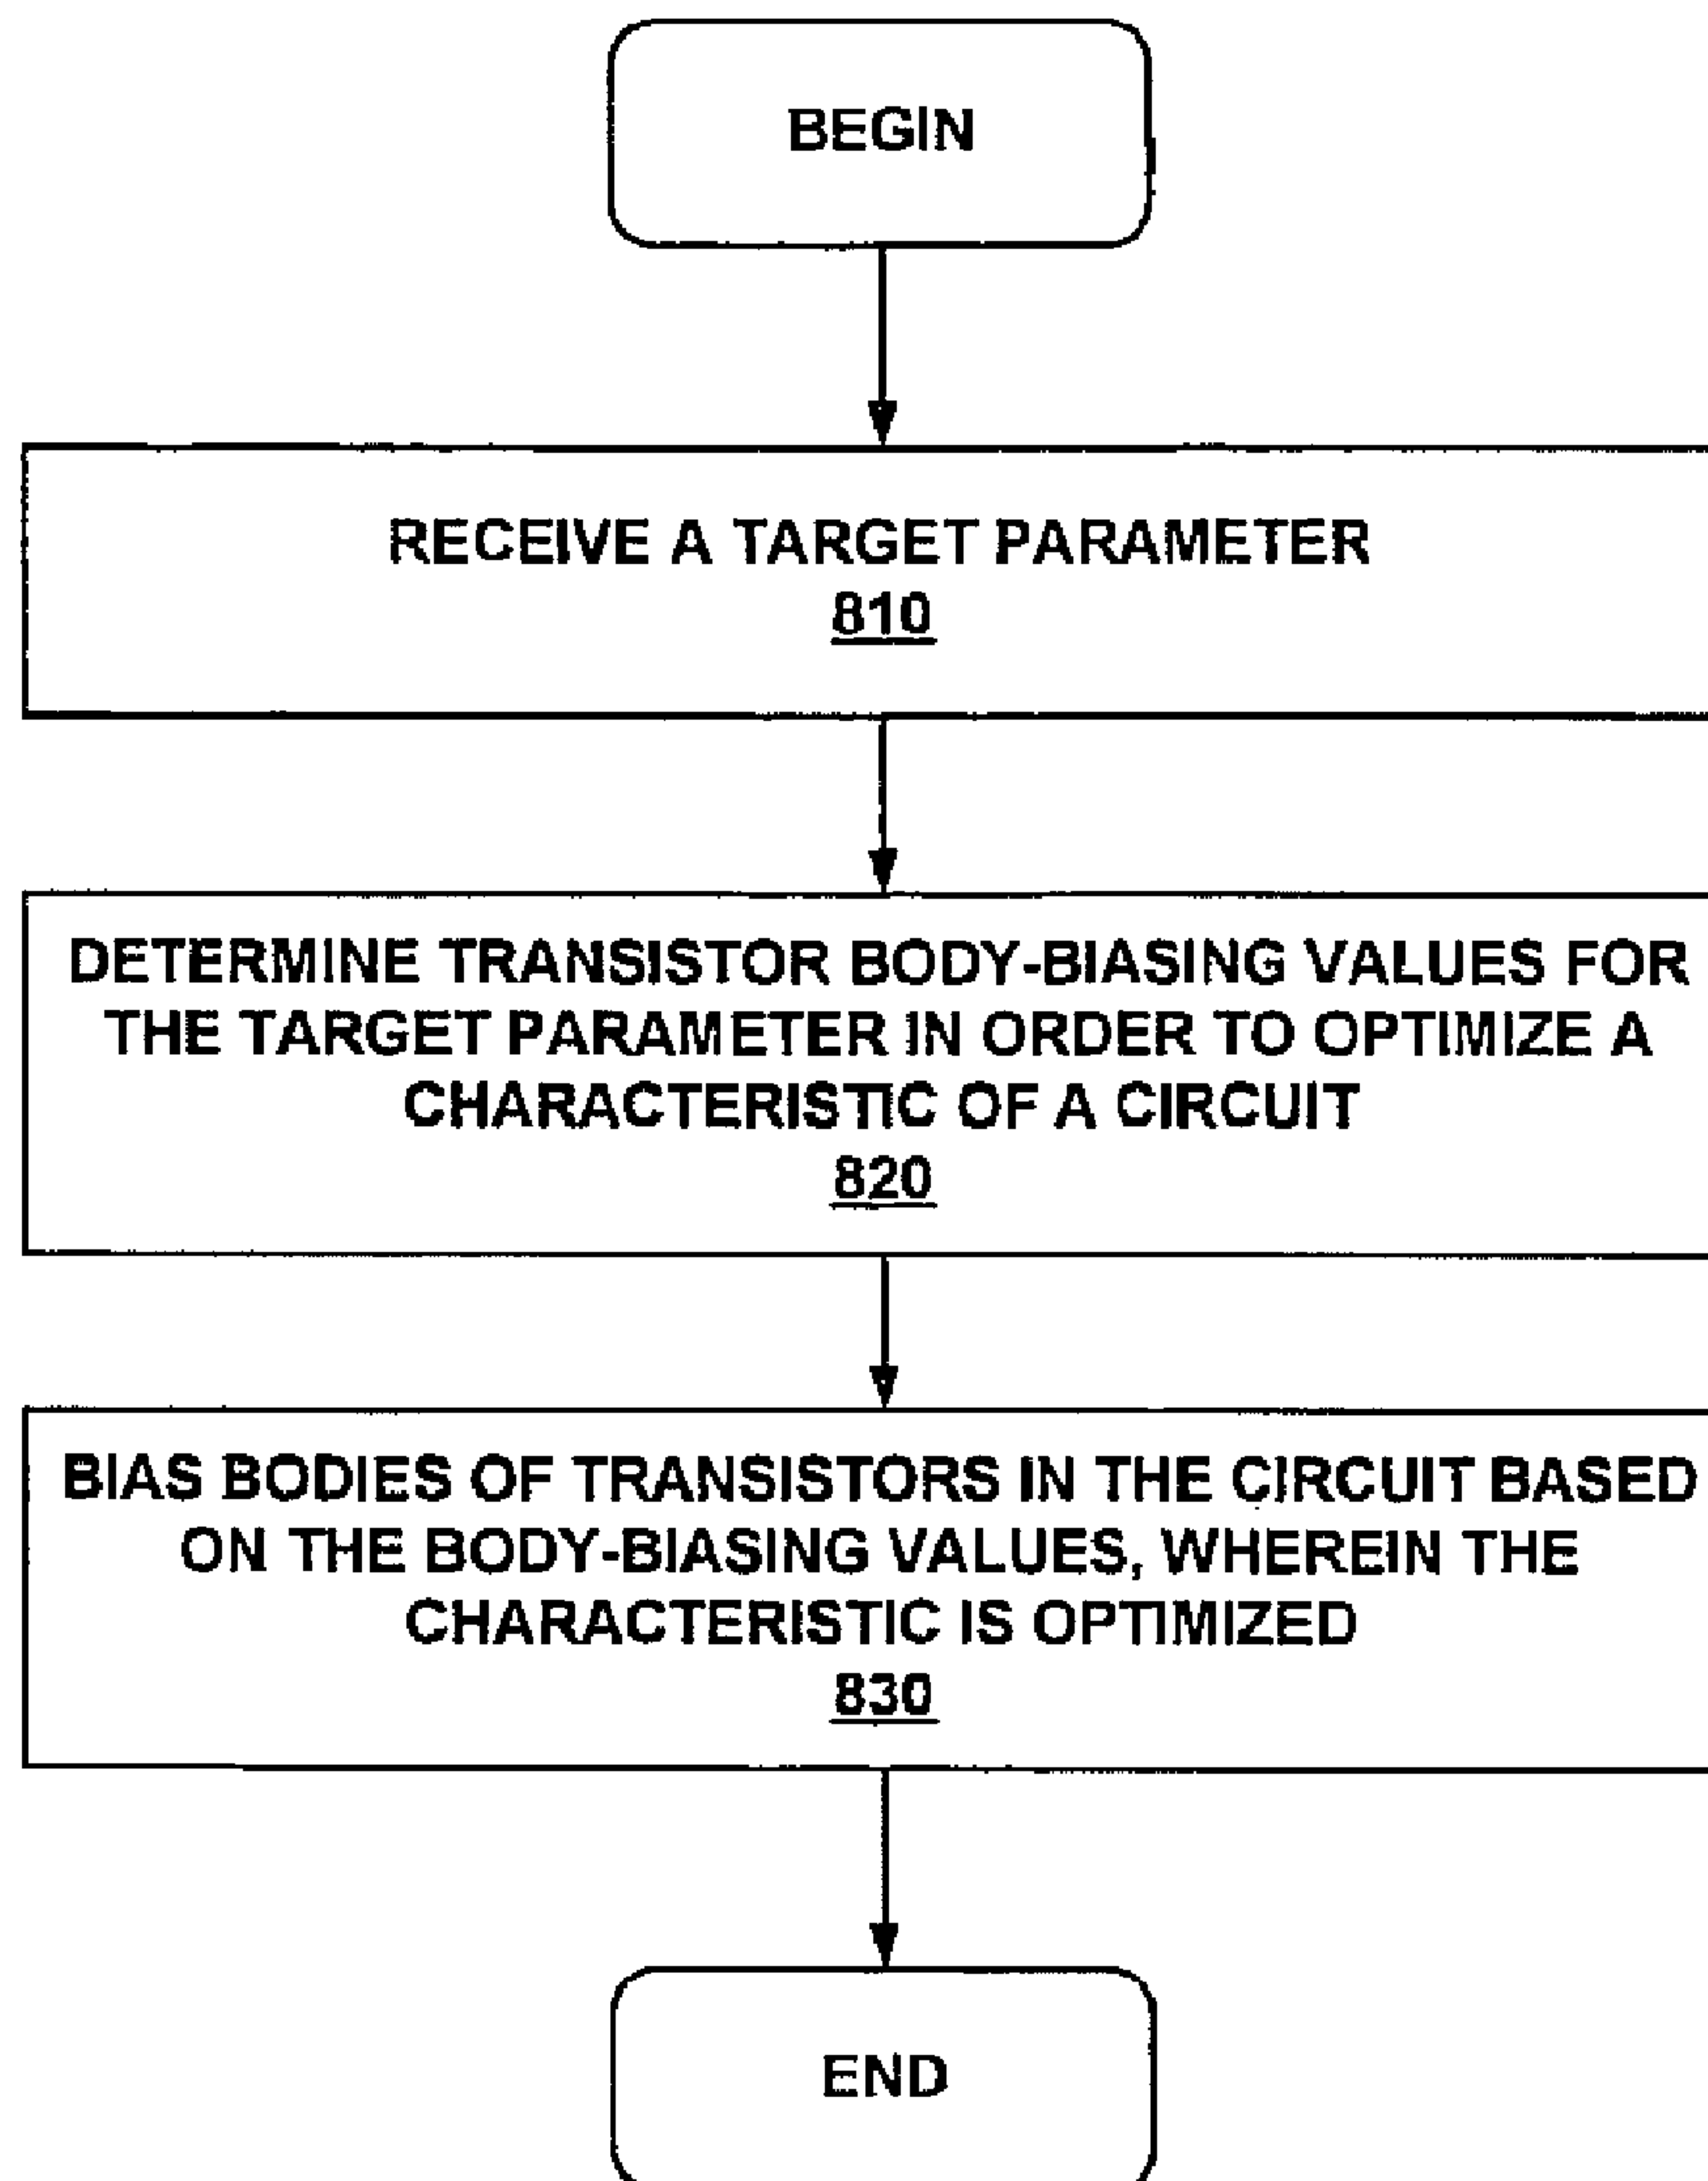 BEGIN
RECEIVE A TARGET PARAMETER
810
DETERMINE TRANSISTOR BODY-BIASING VALUES FOR
THE TARGET PARAMETER IN ORDER TO OPTIMIZE A
CHARACTERISTIC OF A CIRCUIT
820
BIAS BODIES OF TRANSISTORS IN THE CIRCUIT BASED
ON THE BODY-BIASING VALUES, WHEREIN THE
CHARACTERISTIC IS OPTIMIZED
830
END